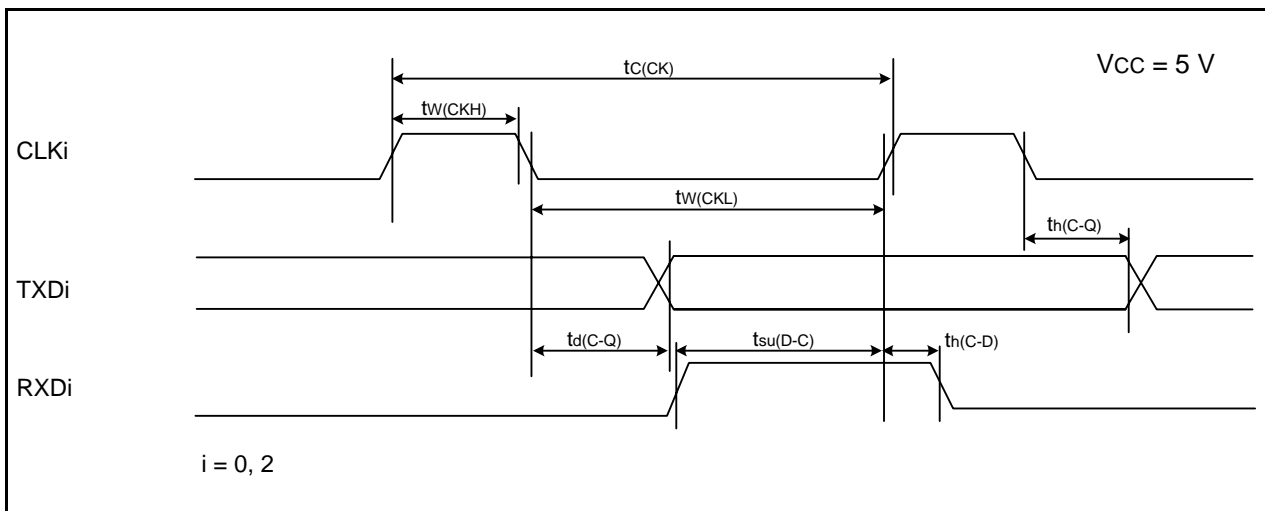 VCC = 5 V
tC(CK)
tW(CKH)
CLKi
tW(CKL)
th(C-Q)
TXDi
td(C-Q)
tsu(D-C)
th(C-D)
RXDi
i = 0, 2